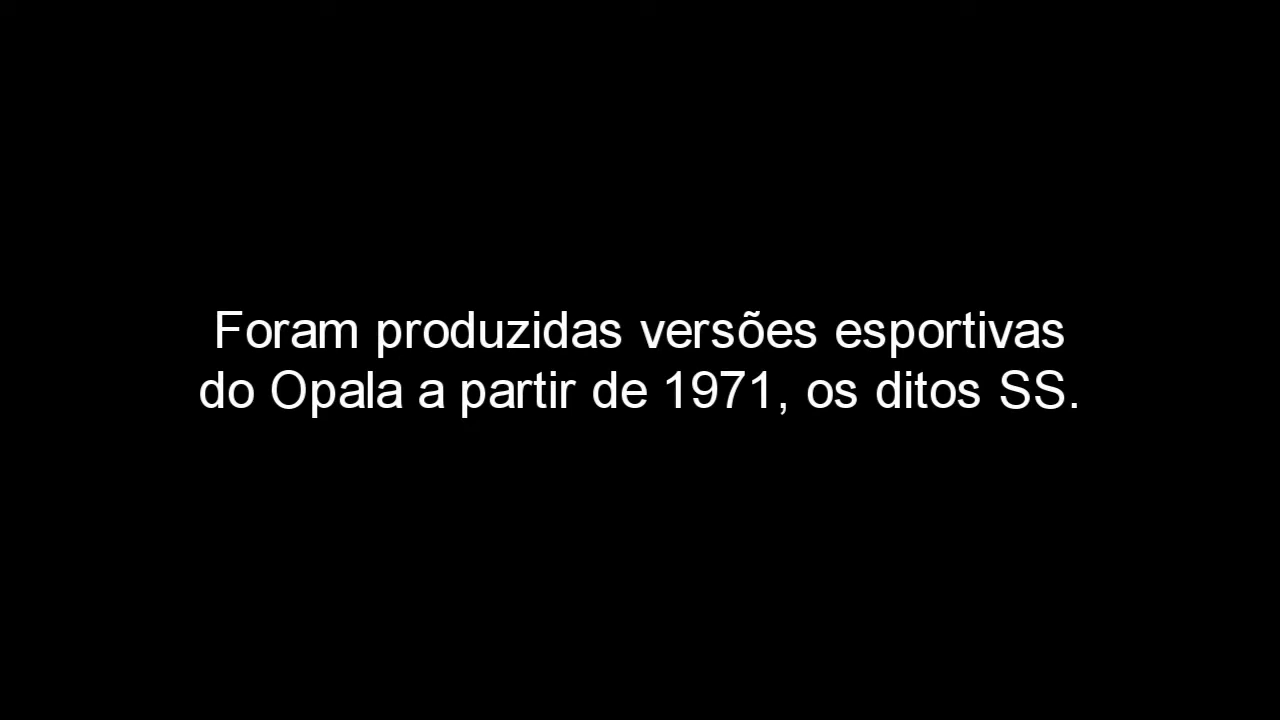 Foram produzidas versões esportivas
do Opala a partir de 1971, os ditos SS.